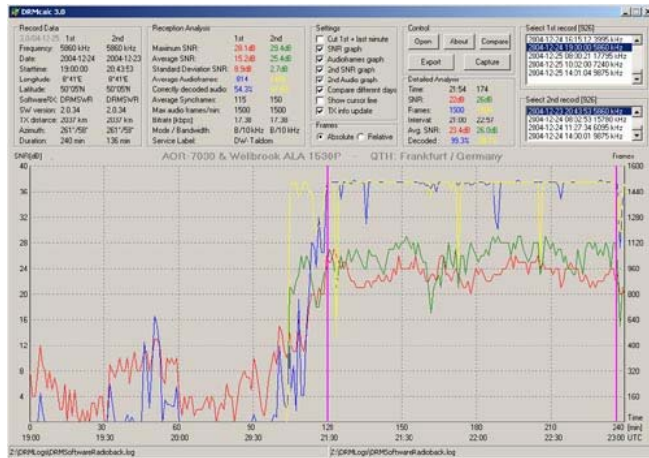 DRMcalc 3.0
Record Data
1st 2nd
Frequency: 5860 kHz 5860 kHz
Date: 2004-12-24 2004-12-23
Starttime: 19:00:00 20:43:53
Longitude: 8°41'E 8°41'E
Latitude: 50°05'N 50°05'N
Software/RX: DRMSWR DRMSWR
SW version: 2.0.34 2.0.34
TX distance: 2037 km 2037 km
Azimuth: 261°/58° 261°/58°
Duration: 240 min 136 min
Reception Analysis
1st 2nd
Maximum SNR: 28.1dB 29.4dB
Average SNR: 15.2dB 25.4dB
Standard Deviation SNR: 2.7dB
Average Audioframes: 814
Correctly decoded audio: 54.3%
Average Syncframes: 115 150
Max audio frames/min: 1500 1500
Bitrate [kbps]: 17.38 17.38
Mode / Bandwidth: B/10 kHz B/10 kHz
Service Label: DW- Taldom
Settings
Cut 1st + last minute
SNR graph
Audioframes graph
2nd SNR graph
2nd Audio graph
Compare different days
Show cursor line
TX info update
Frames
Absolute Relative
Control
Open About Compare
Export Capture
Detailed Analysis
Time: 21:54 174
SNR: 22dB 26dB
Frames: 1500
Interval: 21:00 22:57
Avg. SNR: 23.4dB 26.0dB
Decoded: 99.3%
Select 1st record [926]
2004-12-24 16:15:12 3995 kHz
2004-12-24 19:00:00 5860 kHz
2004-12-25 08:30:21 17795 kHz
2004-12-25 10:02:00 7240 kHz
2004-12-25 14:01:04 9875 kHz
Select 2nd record [926]
2004-12-23 20:43:53 5860 kHz
2004-12-24 08:02:53 15780 kHz
2004-12-24 11:27:34 6095 kHz
2004-12-24 14:00:01 9875 kHz
SNR[dB] AOR-7030 & Wellbrook ALA 1530P QTH: Frankfurt / Germany Frames
40 1600
36 1440
32 1280
28 1120
24 960
20 800
16 640
12 480
8 320
4 160
Time
0 30 60 90 120 150 180 210 240 [min]
19:00 19:30 20:00 20:30 21:00 21:30 22:00 22:30 23:00 UTC
Z:\DRMLogs\DRMSoftwareRadioback.log Z:\DRMLogs\DRMSoftwareRadioback.log